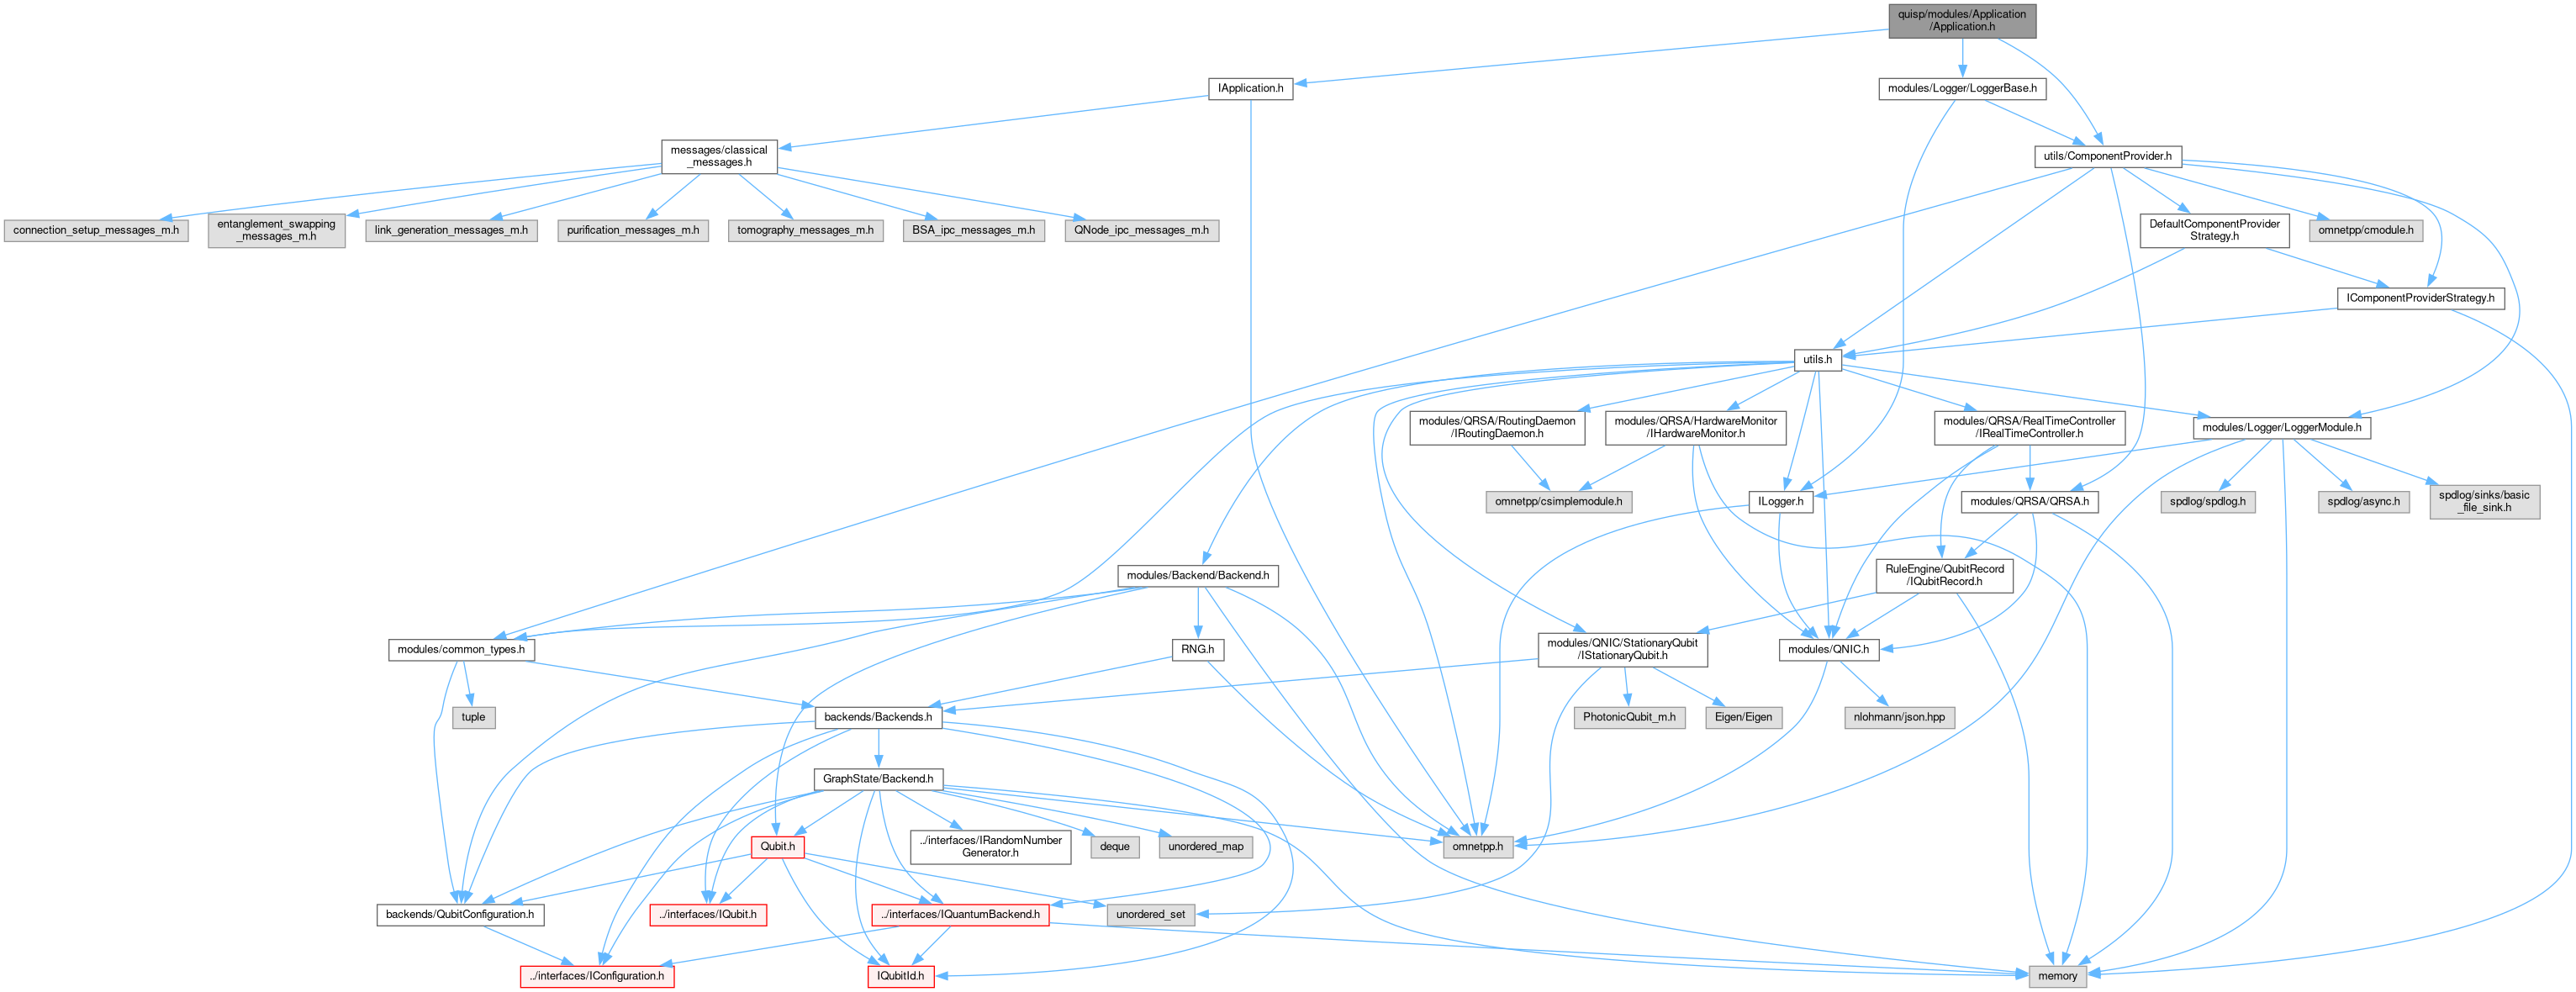 quisp/modules/Application
/Application.h
IApplication.h
modules/Logger/LoggerBase.h
messages/classical
_messages.h
utils/ComponentProvider.h
connection_setup_messages_m.h
entanglement_swapping
_messages_m.h
link_generation_messages_m.h
purification_messages_m.h
tomography_messages_m.h
BSA_ipc_messages_m.h
QNode_ipc_messages_m.h
DefaultComponentProvider
Strategy.h
omnetpp/cmodule.h
IComponentProviderStrategy.h
utils.h
modules/QRSA/RoutingDaemon
/IRoutingDaemon.h
modules/QRSA/HardwareMonitor
/IHardwareMonitor.h
modules/QRSA/RealTimeController
/IRealTimeController.h
modules/Logger/LoggerModule.h
omnetpp/csimplemodule.h
ILogger.h
modules/QRSA/QRSA.h
spdlog/spdlog.h
spdlog/async.h
spdlog/sinks/basic
_file_sink.h
modules/Backend/Backend.h
RuleEngine/QubitRecord
/IQubitRecord.h
modules/common_types.h
RNG.h
modules/QNIC/StationaryQubit
/IStationaryQubit.h
modules/QNIC.h
tuple
backends/Backends.h
PhotonicQubit_m.h
Eigen/Eigen
nlohmann/json.hpp
GraphState/Backend.h
Qubit.h
../interfaces/IRandomNumber
Generator.h
deque
unordered_map
omnetpp.h
backends/QubitConfiguration.h
../interfaces/IQubit.h
../interfaces/IQuantumBackend.h
unordered_set
../interfaces/IConfiguration.h
IQubitId.h
memory